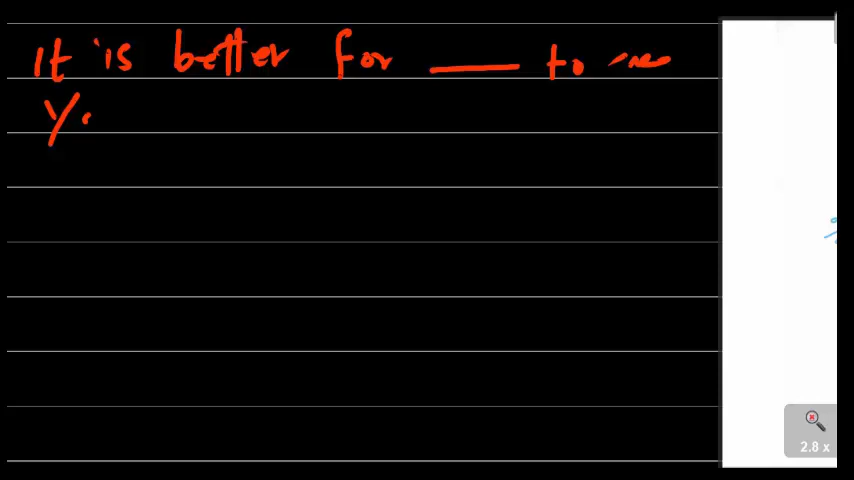 It is better for ____ to
2.8 x